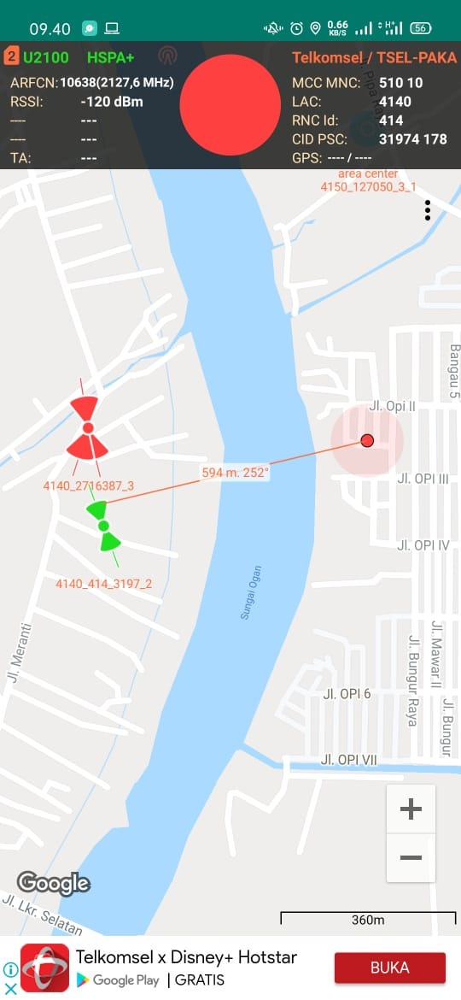 09.40
0.66
KB/S
H+
56
2 U2100 HSPA+
Telkomsel / TSEL-PAKA
ARFCN: 10638(2127,6 MHz)
RSSI: -120 dBm
---- ---
---- ---
TA: ---
MCC MNC: 510 10
LAC: 4140
RNC Id: 414
CID PSC: 31974 178
GPS: ---- / ----
area center
4150_127050_3_1
Bangau 5
Jl. Opi II
594 m. 252°
Jl. OPI III
4140_2716387_3
Jl. OPI IV
4140_414_3197_2
Sungai Ogan
Jl. Meranti
Jl. Bungur Raya
Jl. Mawar II
Jl. Bungur
Jl. OPI 6
Jl. OPI VII
Google
Jl. Lkr. Selatan
360m
Telkomsel x Disney+ Hotstar
Google Play | GRATIS
BUKA